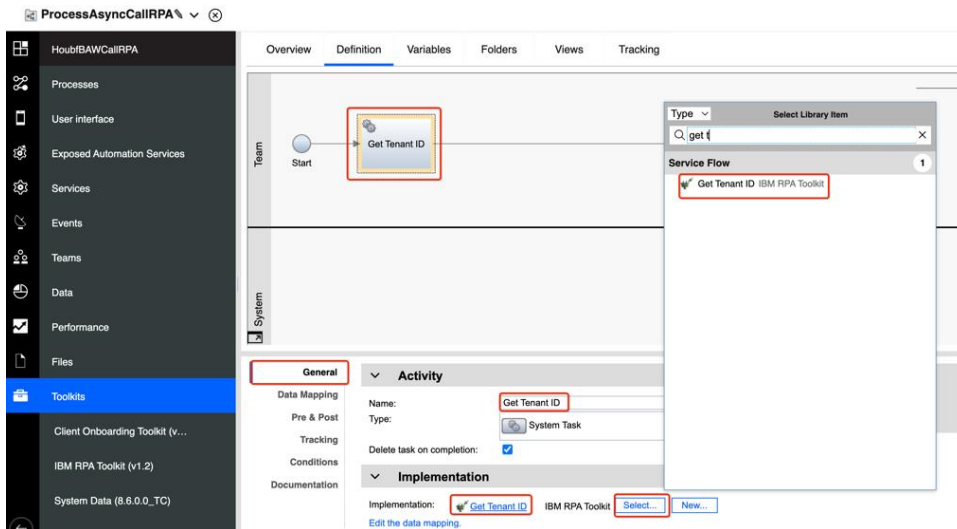 ProcessAsyncCallRPA
HoubfBAWCallRPA
Processes
User interface
Exposed Automation Services
Services
Events
Teams
Data
Performance
Files
Toolkits
Client Onboarding Toolkit (v...
IBM RPA Toolkit (v1.2)
System Data (8.6.0.0_TC)
Overview Definition Variables Folders Views Tracking
Team
Start
Get Tenant ID
System
Type Select Library Item
get t
Service Flow 1
Get Tenant ID IBM RPA Toolkit
General
Data Mapping
Pre & Post
Tracking
Conditions
Documentation
Activity
Name: Get Tenant ID
Type: System Task
Delete task on completion:
Implementation
Implementation: Get Tenant ID IBM RPA Toolkit Select... New...
Edit the data mapping.